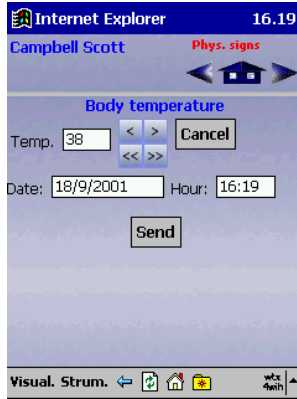 Internet Explorer 16.19
Campbell Scott Phys. signs
Body temperature
Temp. 38 < > Cancel
<< >>
Date: 18/9/2001 Hour: 16:19
Send
Visual. Strum.